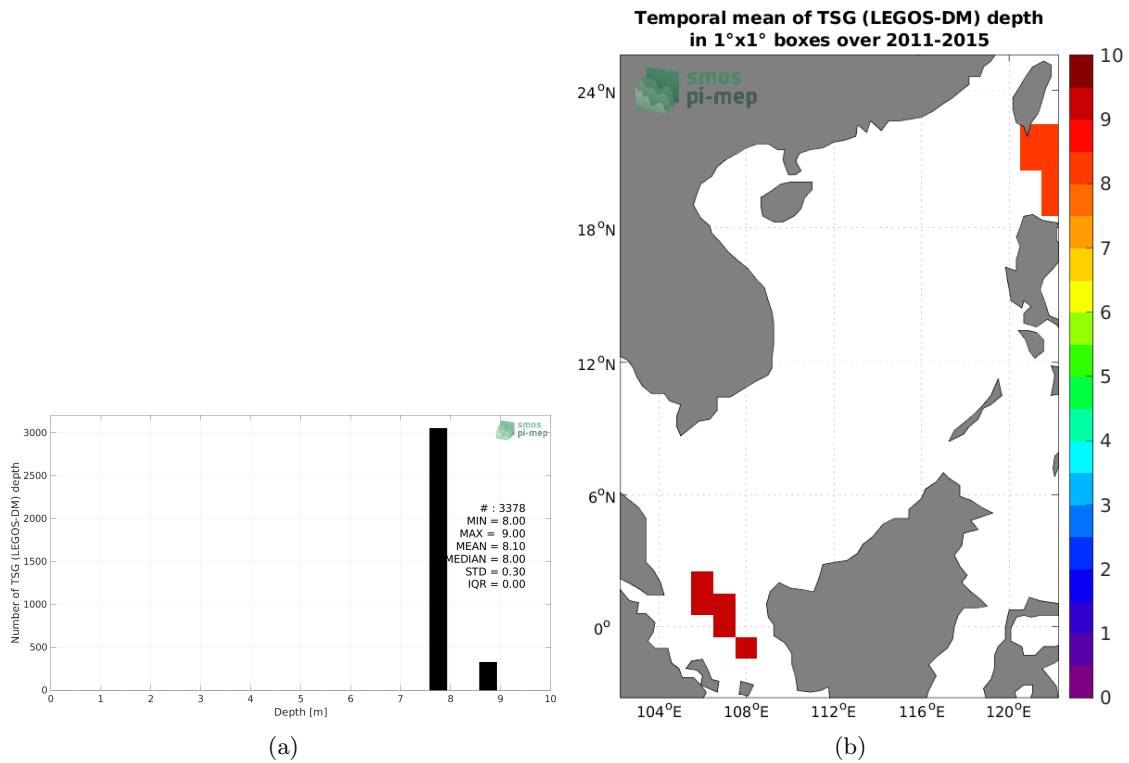 3000
2500
2000
1500
1000
500
0
Number of TSG (LEGOS-DM) depth
smos
pi-mep
# : 3378
MIN = 8.00
MAX = 9.00
MEAN = 8.10
MEDIAN = 8.00
STD = 0.30
IQR = 0.00
0 1 2 3 4 5 6 7 8 9 10
Depth [m]
(a)
Temporal mean of TSG (LEGOS-DM) depth
in 1°x1° boxes over 2011-2015
smos
pi-mep
24°N
18°N
12°N
6°N
0°
104°E 108°E 112°E 116°E 120°E
10
9
8
7
6
5
4
3
2
1
0
(b)